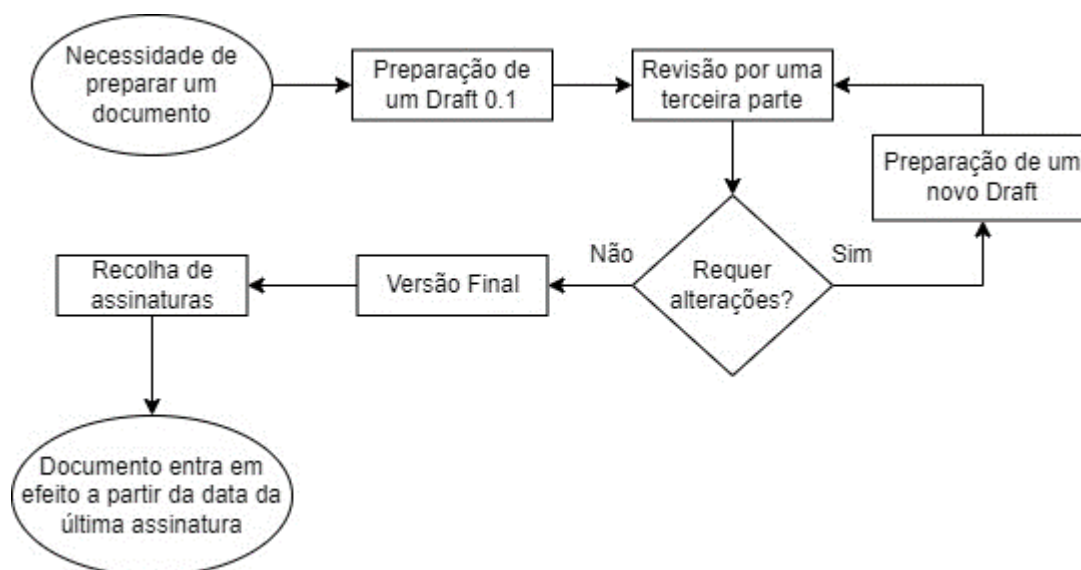 Necessidade de
preparar um
documento
Preparação de
um Draft 0.1
Revisão por uma
terceira parte
Preparação de um
novo Draft
Requer
alterações?
Sim
Não
Versão Final
Recolha de
assinaturas
Documento entra em
efeito a partir da data da
última assinatura